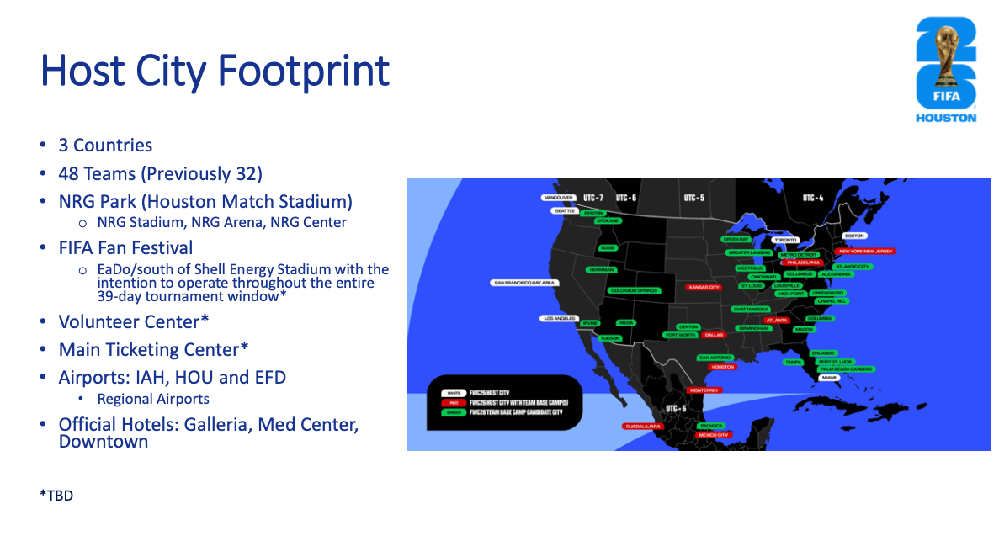 Host City Footprint
26
FIFA
HOUSTON
• 3 Countries
• 48 Teams (Previously 32)
• NRG Park (Houston Match Stadium)
o NRG Stadium, NRG Arena, NRG Center
• FIFA Fan Festival
o EaDo/south of Shell Energy Stadium with the
intention to operate throughout the entire
39-day tournament window*
• Volunteer Center*
• Main Ticketing Center*
• Airports: IAH, HOU and EFD
• Regional Airports
• Official Hotels: Galleria, Med Center,
Downtown
*TBD
VANCOUVER
UTC -7
UTC -6
UTC -5
UTC -4
SEATTLE
RENTON
SPOKANE
BOISE
HERRIMAN
SAN FRANCISCO BAY AREA
COLORADO SPRINGS
LOS ANGELES
IRVINE
MESA
TUCSON
GREEN BAY
TORONTO
BOSTON
GREATER LANSING
METRO DETROIT
NEW YORK NEW JERSEY
PHILADELPHIA
ATLANTIC CITY
WESTFIELD
CINCINNATI
COLUMBUS
ALEXANDRIA
KANSAS CITY
ST. LOUIS
LOUISVILLE
HIGH POINT
GREENSBORO
CHAPEL HILL
CHATTANOOGA
ATLANTA
COLUMBIA
BIRMINGHAM
MACON
DENTON
FORT WORTH
DALLAS
SAN ANTONIO
HOUSTON
ORLANDO
TAMPA
PORT ST. LUCIE
PALM BEACH GARDENS
MIAMI
MONTERREY
UTC -6
GUADALAJARA
PACHUCA
MEXICO CITY
WHITE
FWC26 HOST CITY
RED
FWC26 HOST CITY WITH TEAM BASE CAMP(S)
GREEN
FWC26 TEAM BASE CAMP CANDIDATE CITY